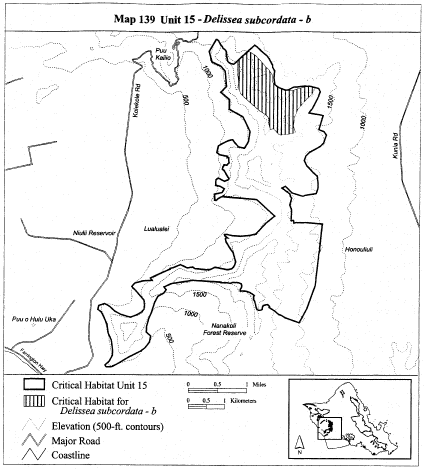 Map 139 Unit 15 - Delissea subcordata - b
Puu
Kailio
1000
500
1500
1000
Kolekole Rd
Kunia Rd
Niulii Reservoir
Lualualei
Honouliuli
1500
1000
500
Puu o Hulu Uka
Nanakuli
Forest Reserve
Farrington Hwy
Critical Habitat Unit 15
Critical Habitat for
Delissea subcordata - b
Elevation (500-ft. contours)
Major Road
Coastline
0 0.5 1 Miles
0 0.5 1 Kilometers
N